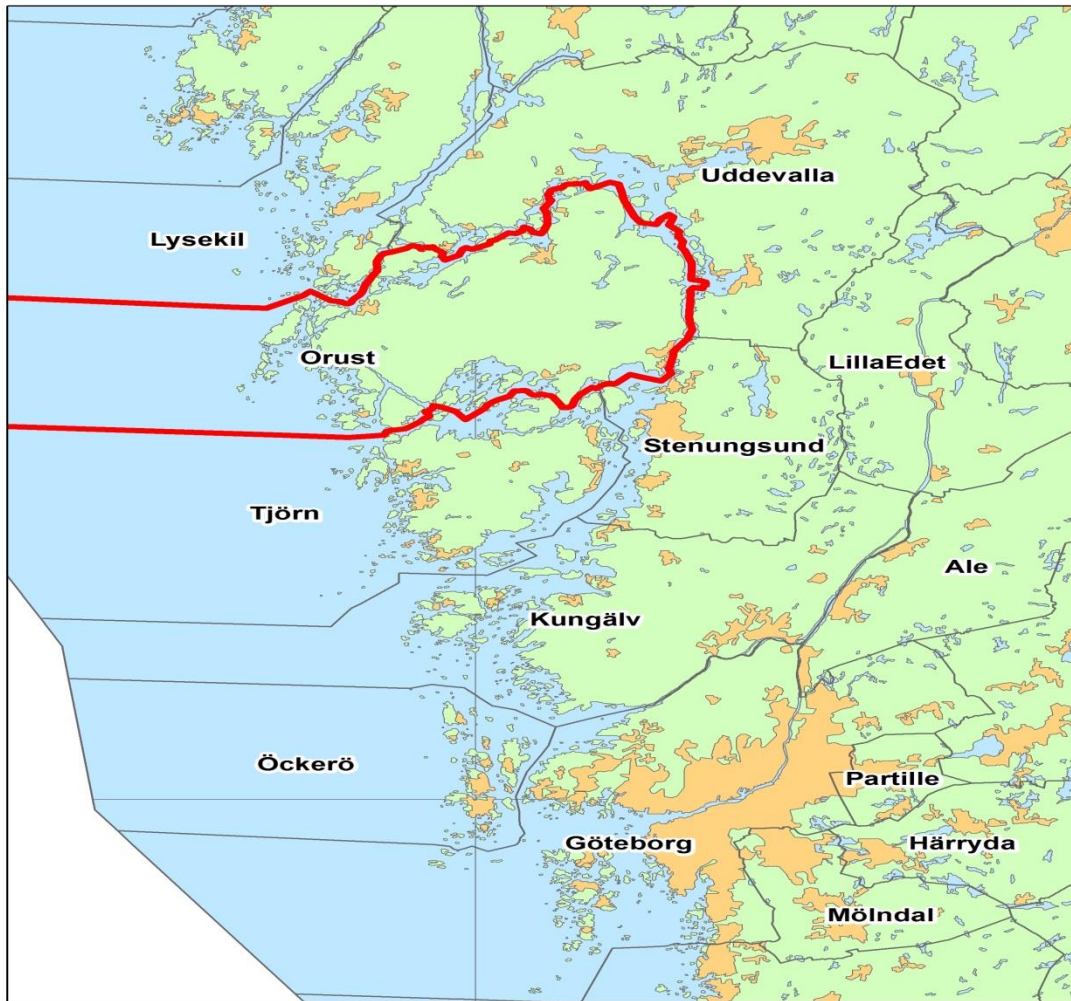 Uddevalla
Lysekil
Orust
LillaEdet
Stenungsund
Tjörn
Ale
Kungälv
Öckerö
Partille
Göteborg
Härryda
Mölndal